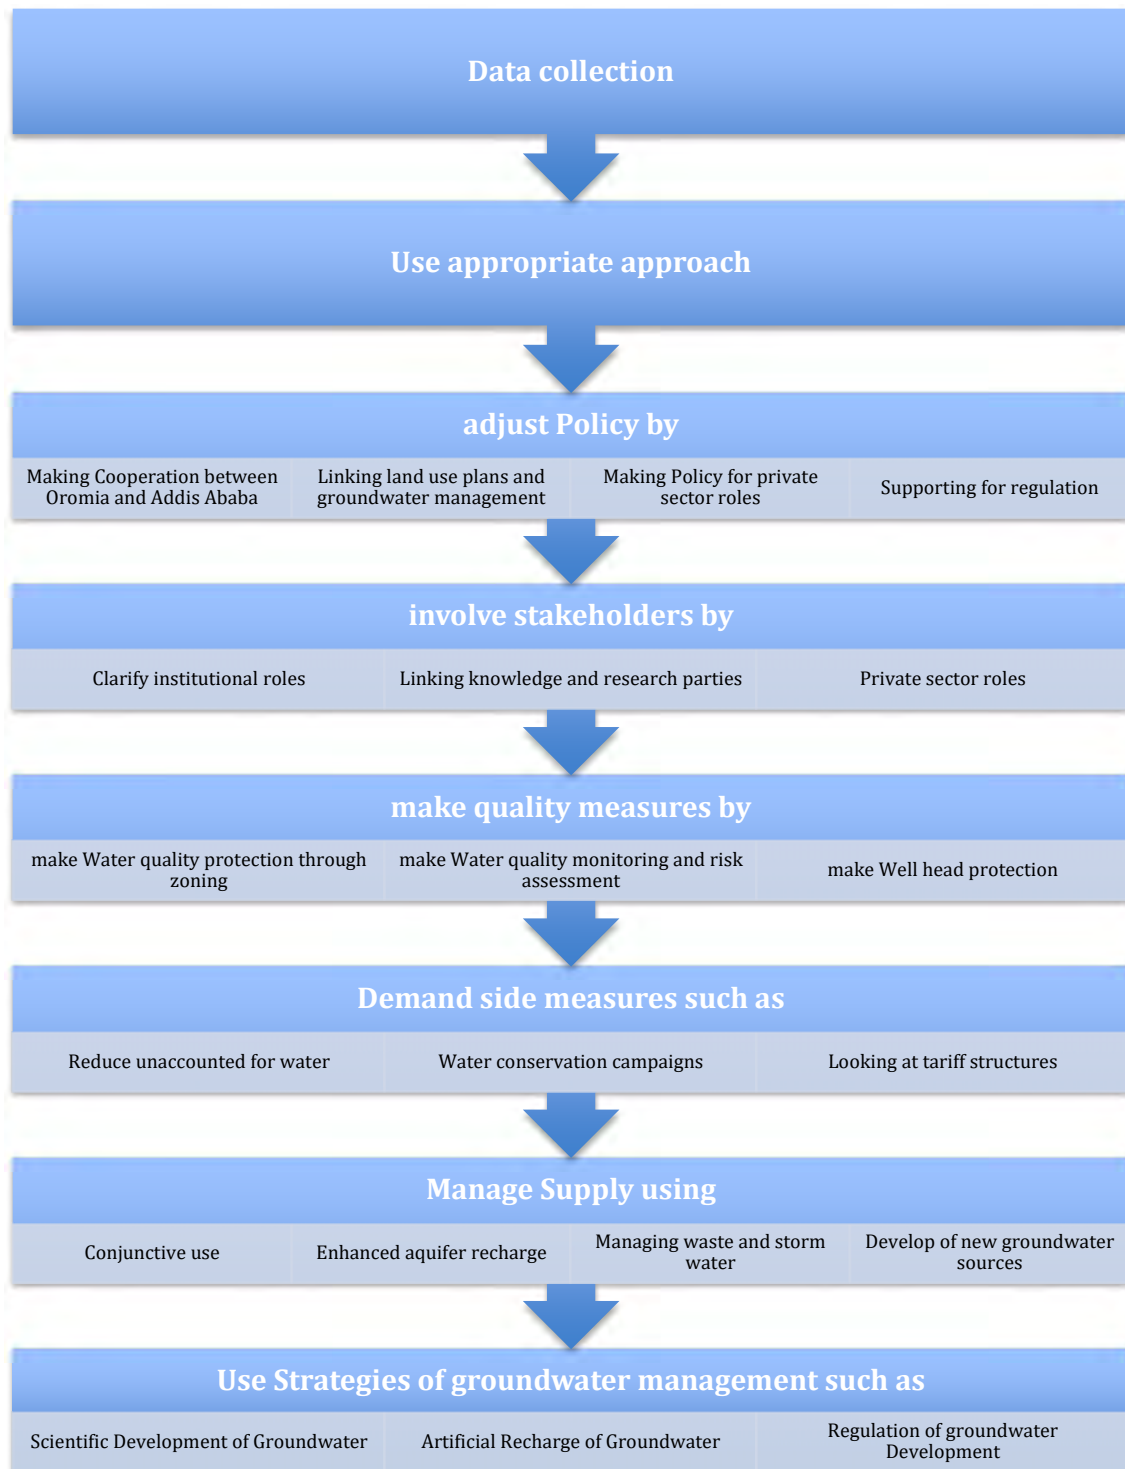 Data collection
Use appropriate approach
adjust Policy by
Making Cooperation between
Oromia and Addis Ababa
Linking land use plans and
groundwater management
Making Policy for private
sector roles
Supporting for regulation
involve stakeholders by
Clarify institutional roles
Linking knowledge and research parties
Private sector roles
make quality measures by
make Water quality protection through
zoning
make Water quality monitoring and risk
assessment
make Well head protection
Demand side measures such as
Reduce unaccounted for water
Water conservation campaigns
Looking at tariff structures
Manage Supply using
Conjunctive use
Enhanced aquifer recharge
Managing waste and storm
water
Develop of new groundwater
sources
Use Strategies of groundwater management such as
Scientific Development of Groundwater
Artificial Recharge of Groundwater
Regulation of groundwater
Development